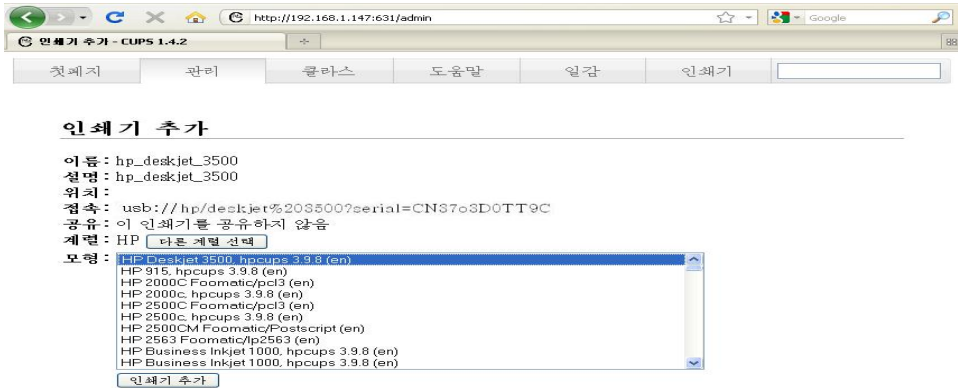 http://192.168.1.147:631/admin
Google
인쇄기 추가 - CUPS 1.4.2
첫페지
관리
클라스
도움말
일감
인쇄기
인쇄기 추가
이름: hp_deskjet_3500
설명: hp_deskjet_3500
위치:
접속: usb://hp/deskjet%203500?serial=CN37o3D0TT9C
공유: 이 인쇄기를 공유하지 않음
계렬: HP 다른 계렬 선택
모형: HP Deskjet 3500, hpcups 3.9.8 (en)
HP 915, hpcups 3.9.8 (en)
HP 2000C Foomatic/pcl3 (en)
HP 2000c, hpcups 3.9.8 (en)
HP 2500C Foomatic/pcl3 (en)
HP 2500c, hpcups 3.9.8 (en)
HP 2500CM Foomatic/Postscript (en)
HP 2563 Foomatic/lp2563 (en)
HP Business Inkjet 1000, hpcups 3.9.8 (en)
HP Business Inkjet 1000, hpcups 3.9.8 (en)
인쇄기 추가